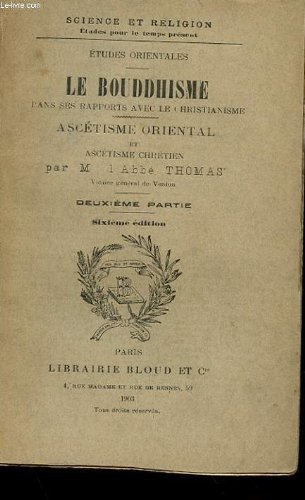 SCIENCE ET RELIGION
Études pour le temps présent
ÉTUDES ORIENTALES
LE BOUDDHISME
DANS SES RAPPORTS AVEC LE CHRISTIANISME
ASCÉTISME ORIENTAL
ET
ASCÉTISME CHRÉTIEN
par M l'Abbé THOMAS
Vicaire général de Verdun
DEUXIÈME PARTIE
Sixième édition
PARIS
LIBRAIRIE BLOUD ET Cie
4, RUE MADAME ET RUE DE RENNES, 59
1903
Tous droits réservés.